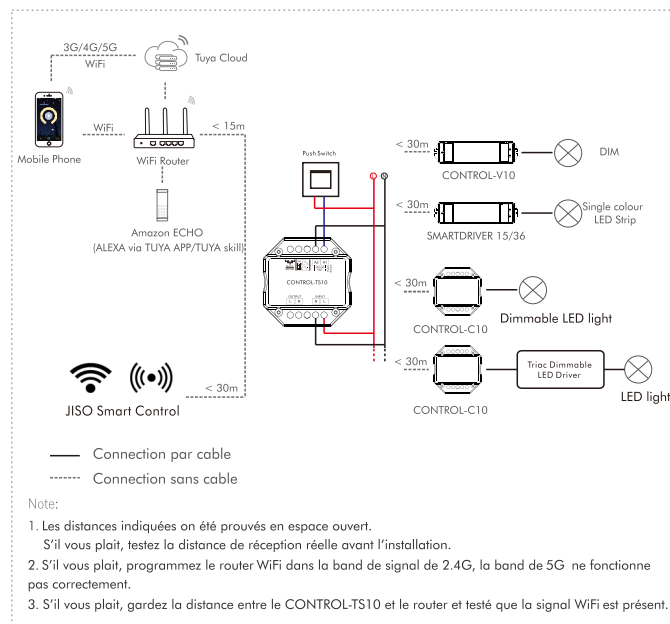 3G/4G/5G
WiFi
Tuya Cloud
WiFi
< 15m
Mobile Phone
WiFi Router
Amazon ECHO
(ALEXA via TUYA APP/TUYA skill)
Push Switch
L N
CONTROL-TS10
OUTPUT INPUT
L N N L
A2 A1
< 30m
CONTROL-V10
DIM
< 30m
SMARTDRIVER 15/36
Single colour
LED Strip
< 30m
CONTROL-C10
Dimmable LED light
< 30m
CONTROL-C10
Triac Dimmable
LED Driver
LED light
< 30m
JISO Smart Control
Connection par cable
Connection sans cable
Note:
1. Les distances indiquées on été prouvés en espace ouvert.
S'il vous plait, testez la distance de réception réelle avant l'installation.
2. S'il vous plait, programmez le router WiFi dans la band de signal de 2.4G, la band de 5G ne fonctionne
pas correctement.
3. S'il vous plait, gardez la distance entre le CONTROL-TS10 et le router et testé que la signal WiFi est présent.